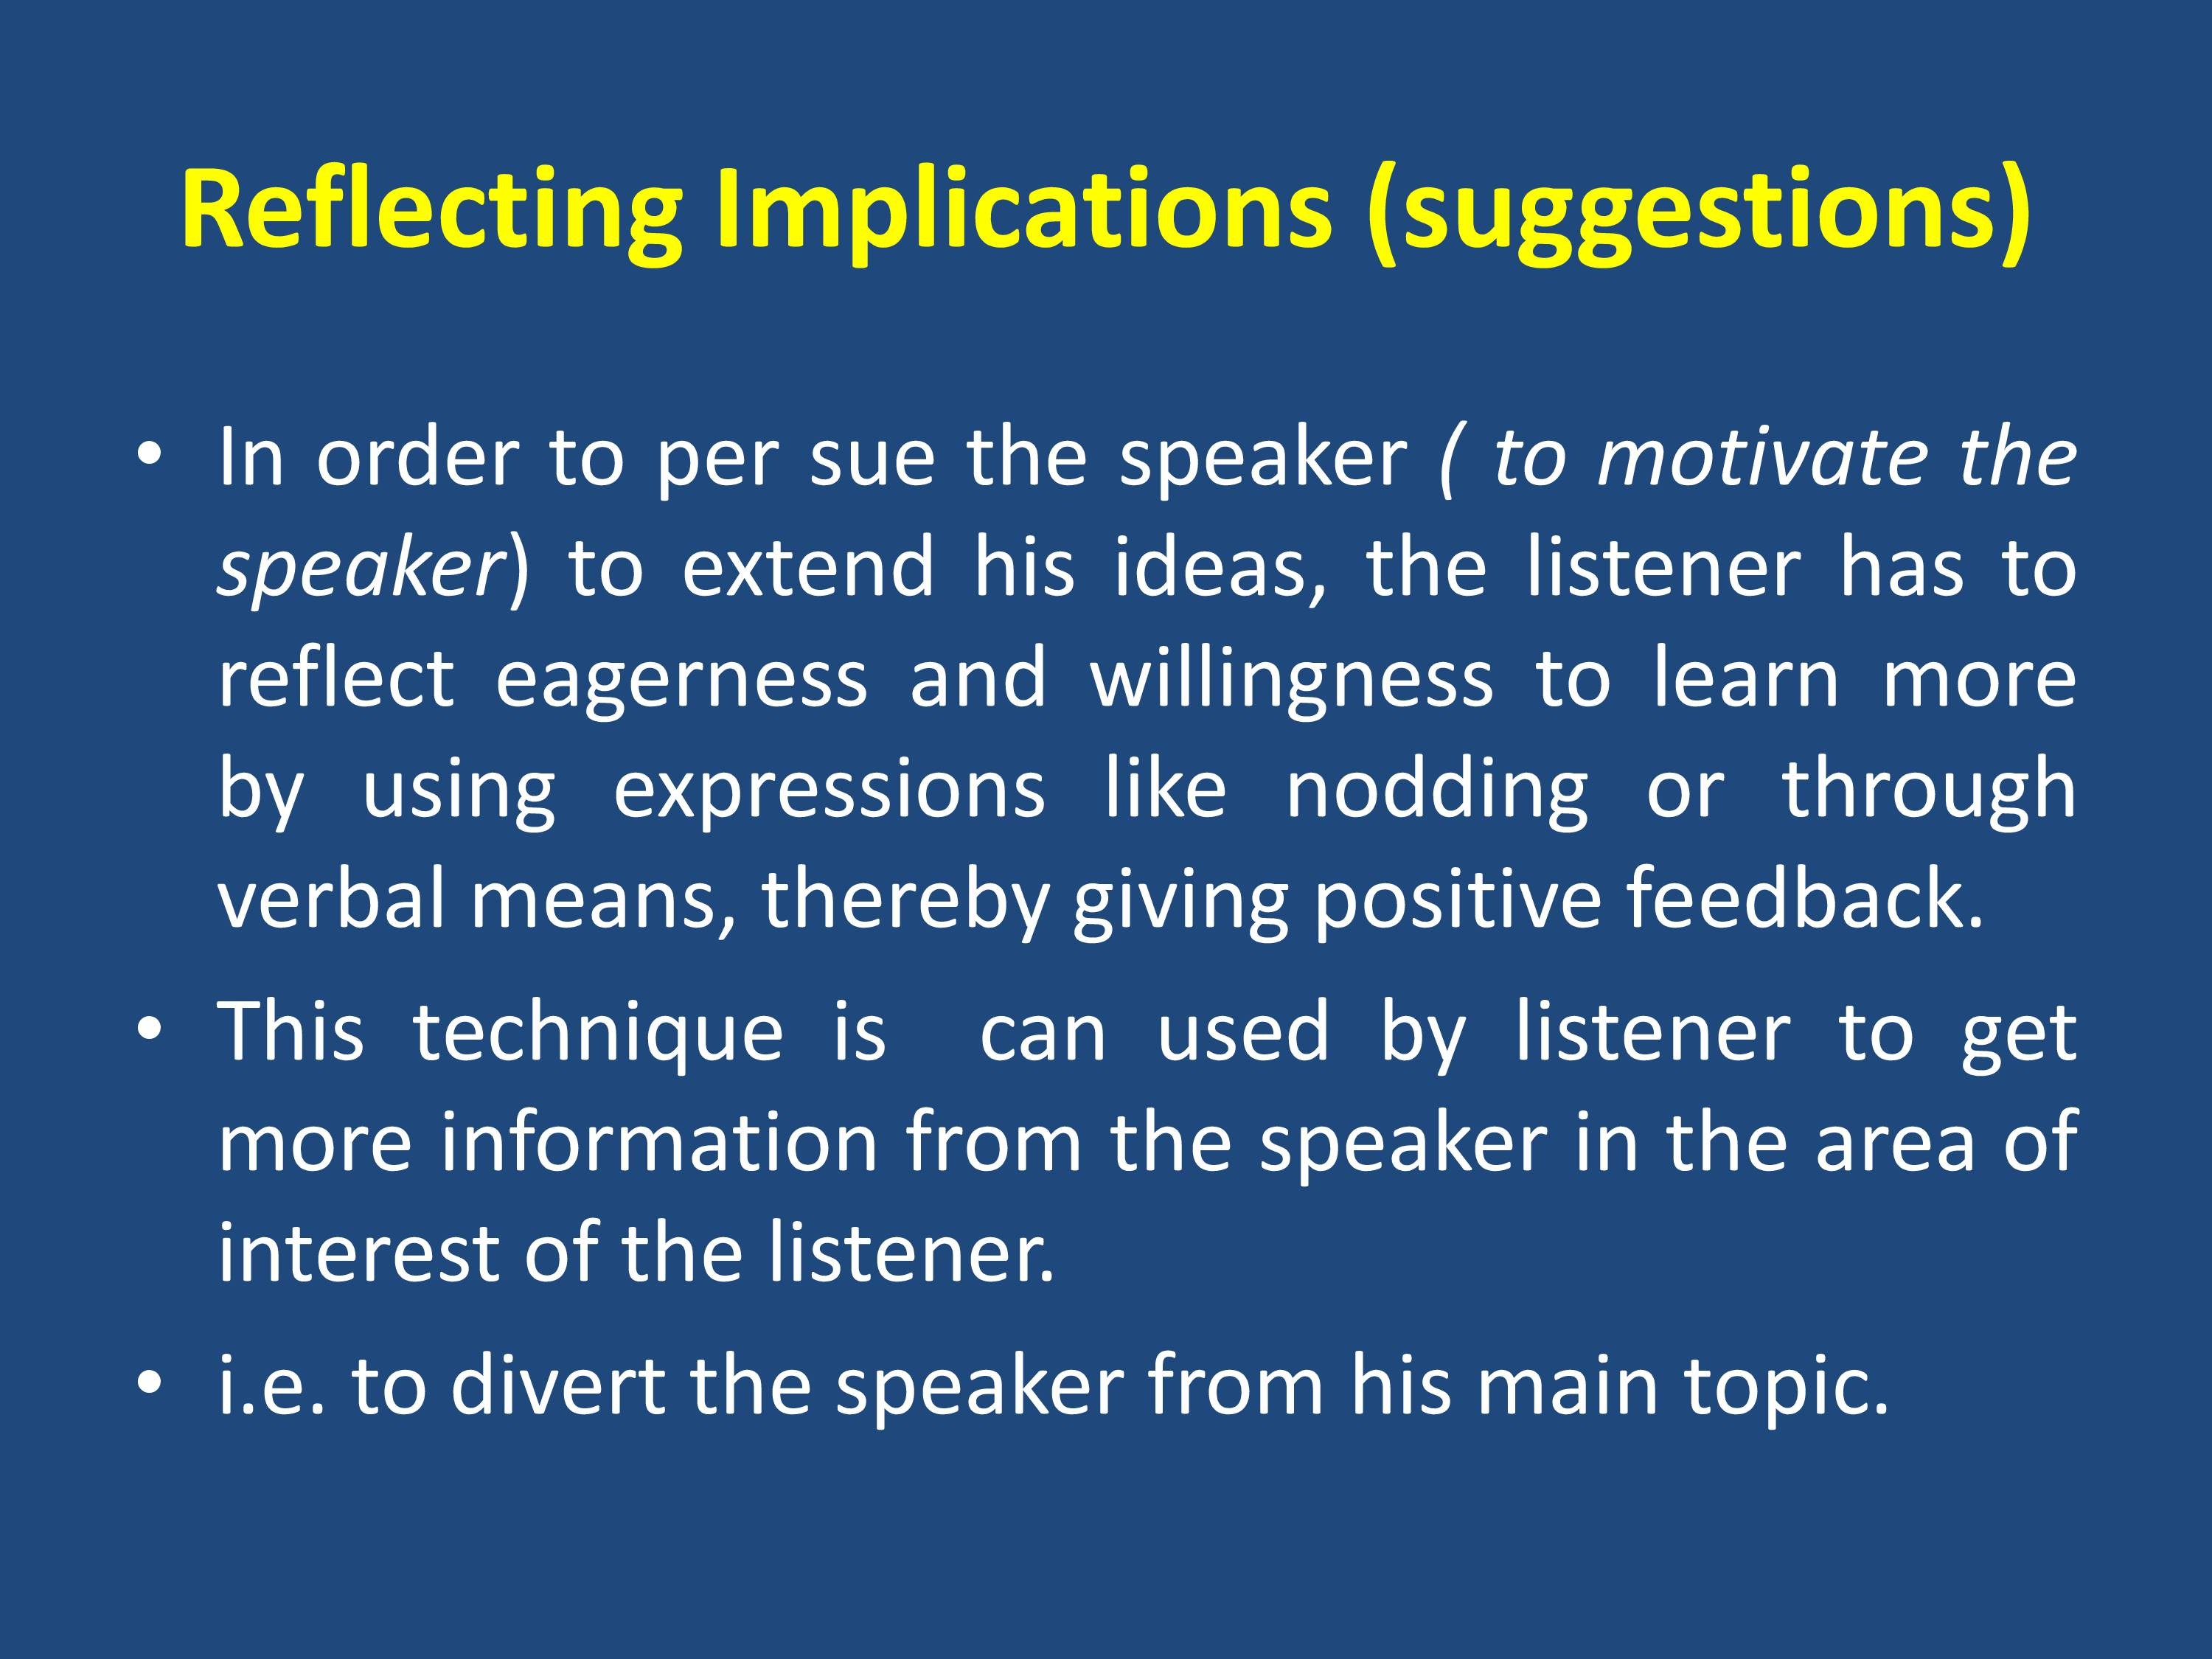 Reflecting Implications (suggestions)
• In order to per sue the speaker ( to motivate the
speaker) to extend his ideas, the listener has to
reflect eagerness and willingness to learn more
by using expressions like nodding or through
verbal means, thereby giving positive feedback.
• This technique is can used by listener to get
more information from the speaker in the area of
interest of the listener.
• i.e. to divert the speaker from his main topic.